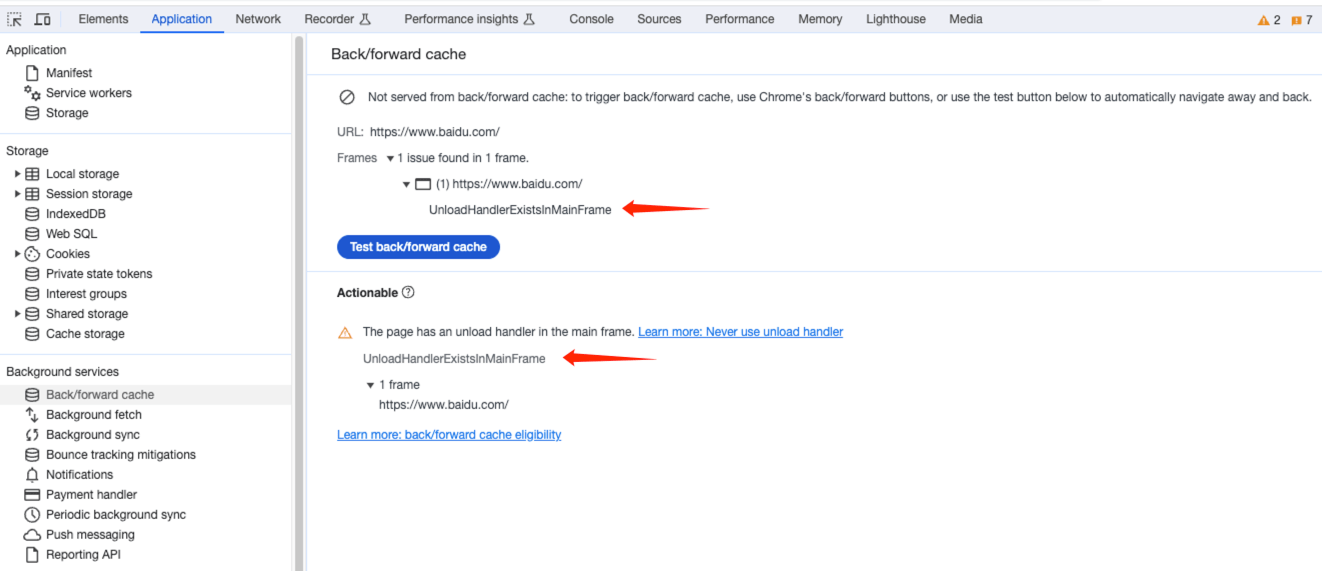 Elements Application Network Recorder Performance insights Console Sources Performance Memory Lighthouse Media 2 7
Application
Manifest
Service workers
Storage
Storage
Local storage
Session storage
IndexedDB
Web SQL
Cookies
Private state tokens
Interest groups
Shared storage
Cache storage
Background services
Back/forward cache
Background fetch
Background sync
Bounce tracking mitigations
Notifications
Payment handler
Periodic background sync
Push messaging
Reporting API
Back/forward cache
Not served from back/forward cache: to trigger back/forward cache, use Chrome's back/forward buttons, or use the test button below to automatically navigate away and back.
URL: https://www.baidu.com/
Frames 1 issue found in 1 frame.
(1) https://www.baidu.com/
UnloadHandlerExistsInMainFrame
Test back/forward cache
Actionable
The page has an unload handler in the main frame. Learn more: Never use unload handler
UnloadHandlerExistsInMainFrame
1 frame
https://www.baidu.com/
Learn more: back/forward cache eligibility